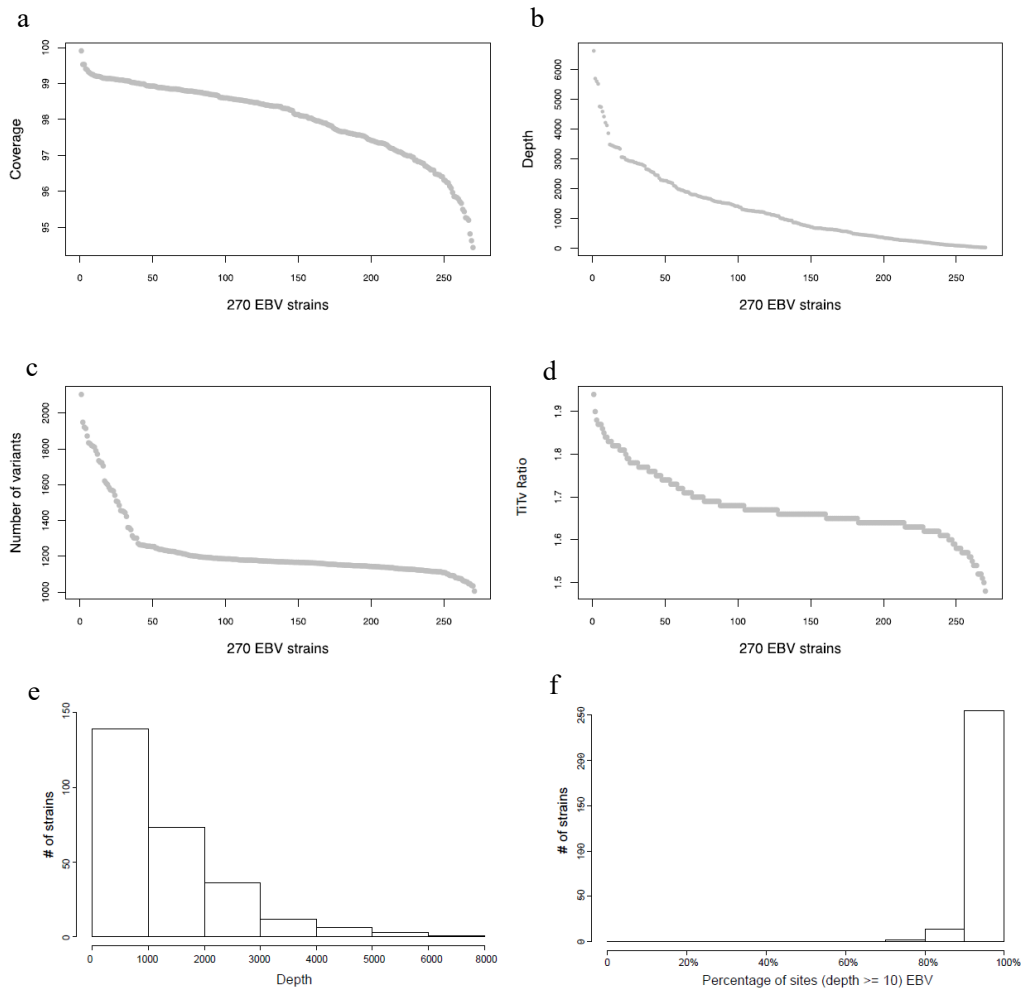 a
b
100
99
98
97
96
95
Coverage
0 50 100 150 200 250
270 EBV strains
6000
5000
4000
3000
2000
1000
0
Depth
0 50 100 150 200 250
270 EBV strains
c
d
2000
1800
1600
1400
1200
1000
Number of variants
0 50 100 150 200 250
270 EBV strains
1.9
1.8
1.7
1.6
1.5
TiTv Ratio
0 50 100 150 200 250
270 EBV strains
e
f
150
100
50
0
# of strains
0 1000 2000 3000 4000 5000 6000 8000
Depth
250
200
150
100
50
0
# of strains
0 20% 40% 60% 80% 100%
Percentage of sites (depth >= 10) EBV